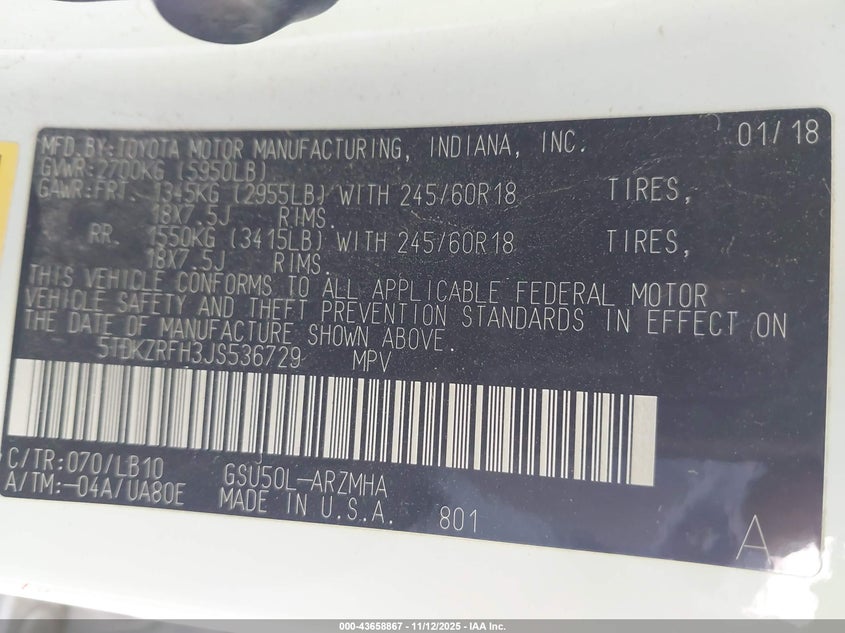 MFD.BY:TOYOTA MOTOR MANUFACTURING, INDIANA, INC. 01/18
GVWR:2700KG (5950LB)
GAWR:FRT. 1345KG (2955LB) WITH 245/60R18 TIRES,
18X7.5J RIMS.
RR. 1550KG (3415LB) WITH 245/60R18 TIRES,
18X7.5J RIMS.
THIS VEHICLE CONFORMS TO ALL APPLICABLE FEDERAL MOTOR
VEHICLE SAFETY AND THEFT PREVENTION STANDARDS IN EFFECT ON
THE DATE OF MANUFACTURE SHOWN ABOVE.
5TDKZRFH3JS536729 MPV
C/TR:070/LB10 GSU50L-ARZMHA
A/TM:-04A/UA80E MADE IN U.S.A. 801
A
000-43658867 - 11/12/2025 - IAA Inc.